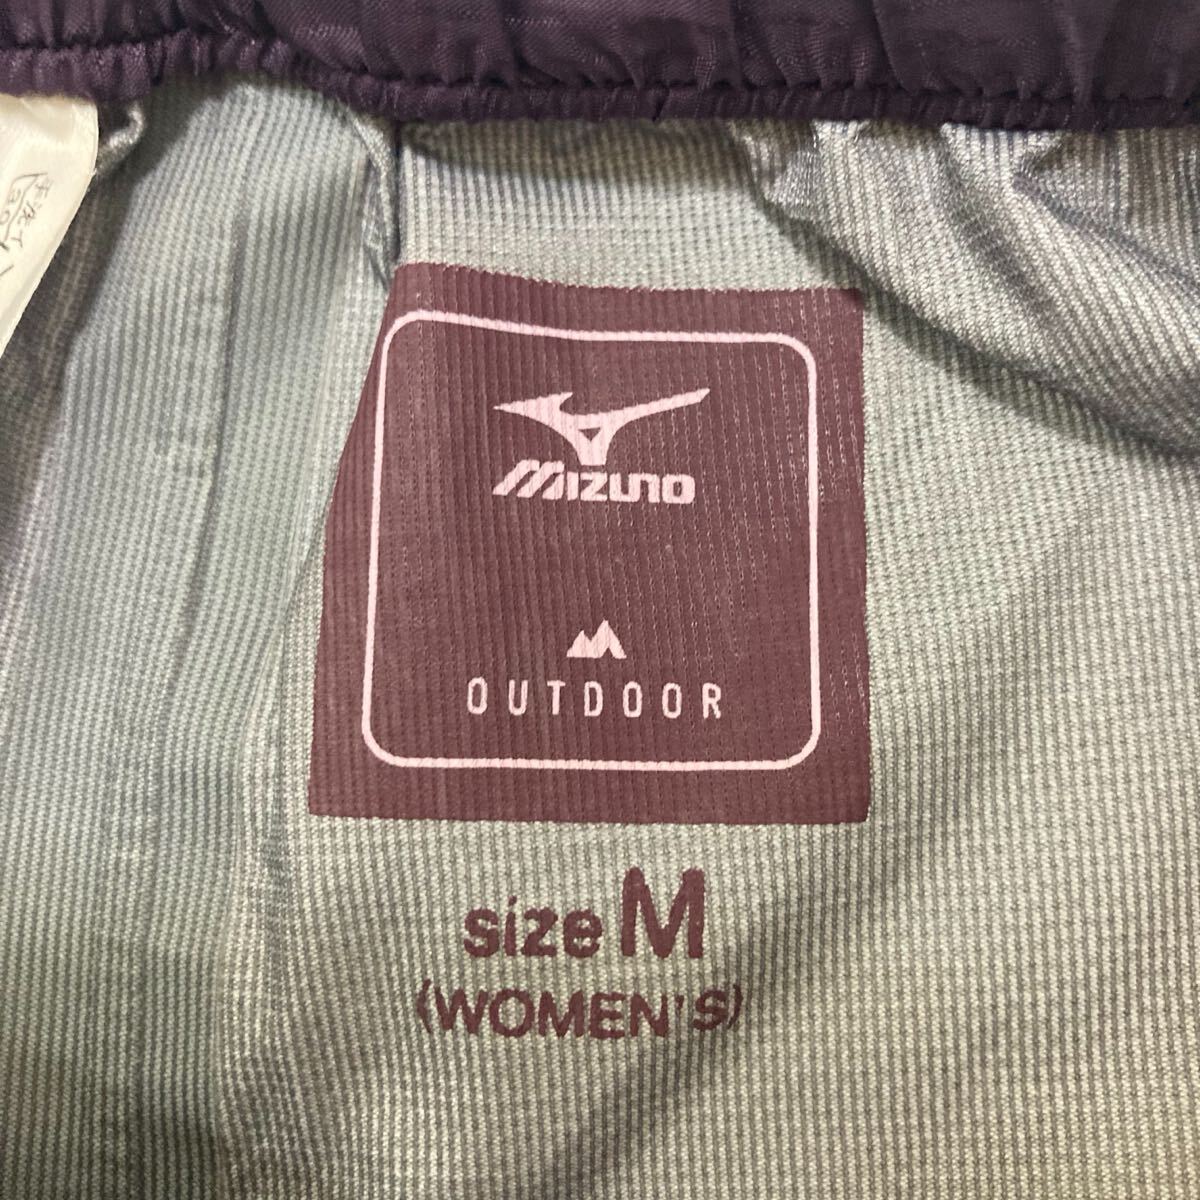 MIZUNO
OUTDOOR
size M
(WOMEN'S)